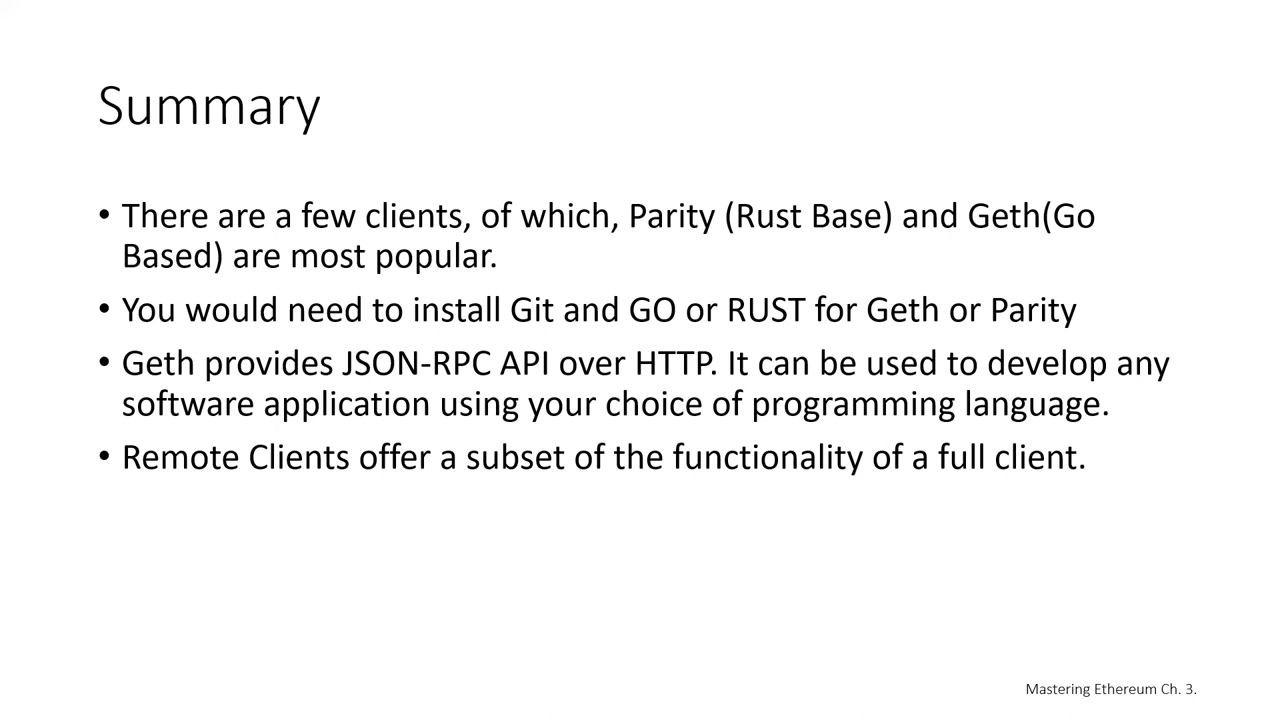 Summary
• There are a few clients, of which, Parity (Rust Base) and Geth(Go
Based) are most popular.
• You would need to install Git and GO or RUST for Geth or Parity
• Geth provides JSON-RPC API over HTTP. It can be used to develop any
software application using your choice of programming language.
• Remote Clients offer a subset of the functionality of a full client.
Mastering Ethereum Ch. 3.